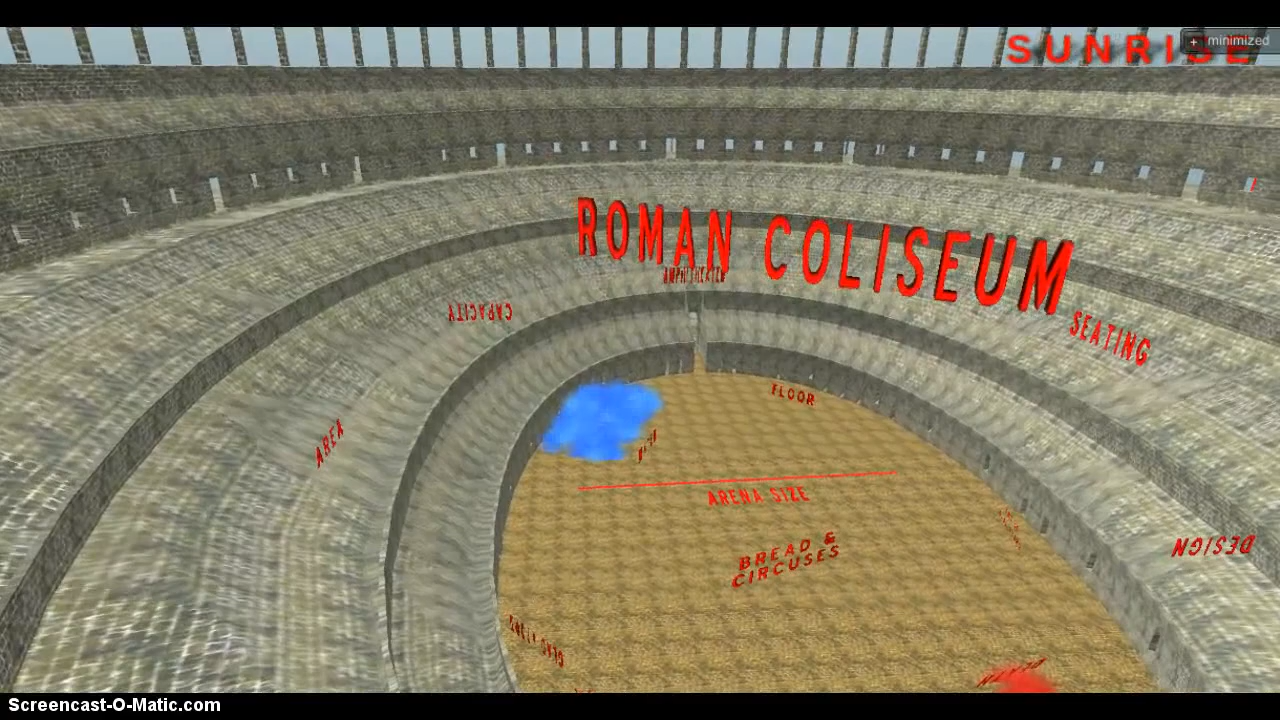 SUNRISE
+ minimized
ROMAN COLISEUM
AMPHITHEATER
CAPACITY
SEATING
FLOOR
AREA
ARENA SIZE
BREAD &
CIRCUSES
DESIGN
Screencast-O-Matic.com